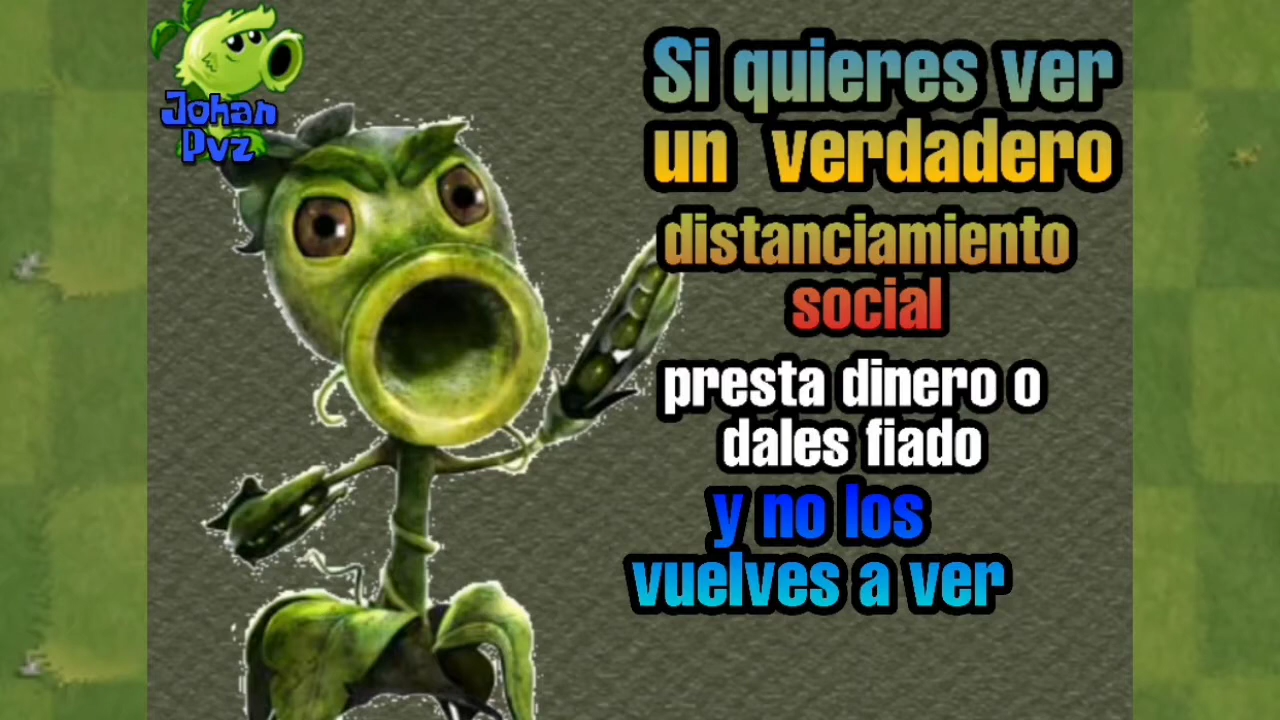 Johan
Pvz
Si quieres ver
un verdadero
distanciamiento
social
presta dinero o
dales fiado
y no los
vuelves a ver